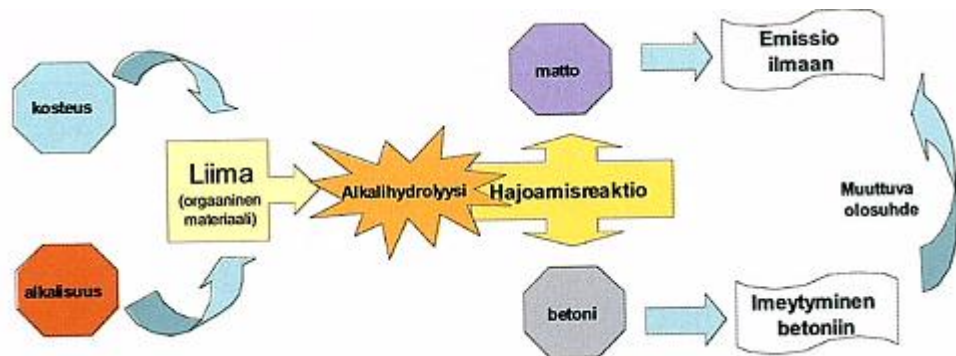 kosteus
alkalisuus
Liima
(orgaaninen
materiaali)
Alkalihydrolyysi
Hajoamisreaktio
matto
Emissio
ilmaan
betoni
Imeytyminen
betoniin
Muuttuva
olosuhde